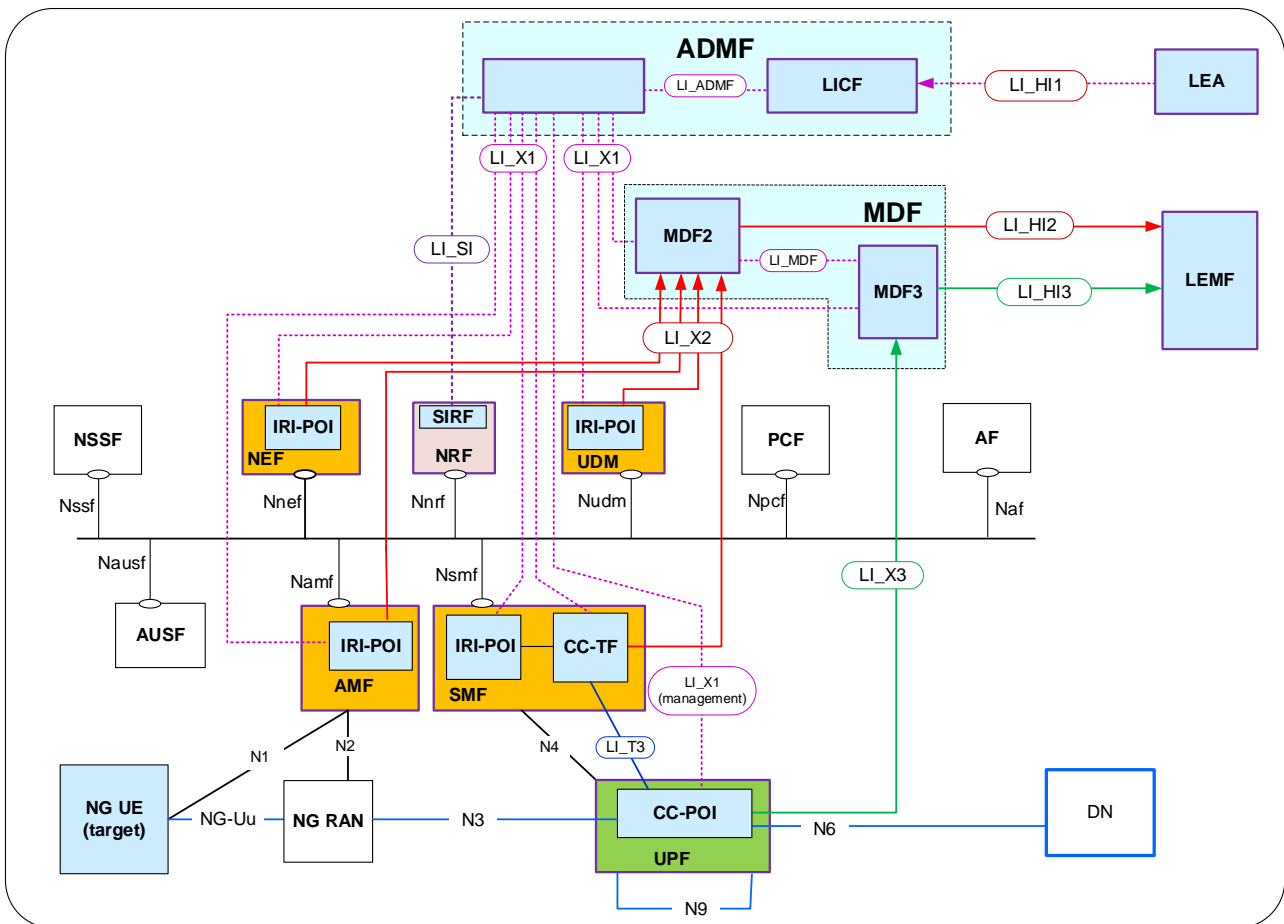 ADMF
LI_ADMF
LICF
LI_HI1
LEA
LI_X1
LI_X1
MDF
MDF2
LI_HI2
LI_SI
LI_MDF
MDF3
LI_HI3
LEMF
LI_X2
NSSF
IRI-POI
NEF
SIRF
NRF
IRI-POI
UDM
PCF
AF
Nssf
Nnef
Nnrf
Nudm
Npcf
Naf
Nausf
Namf
Nsmf
LI_X3
AUSF
IRI-POI
AMF
IRI-POI
CC-TF
SMF
LI_X1
(management)
N1
N2
N4
LI_T3
NG UE
(target)
NG-Uu
NG RAN
N3
CC-POI
UPF
N6
DN
N9